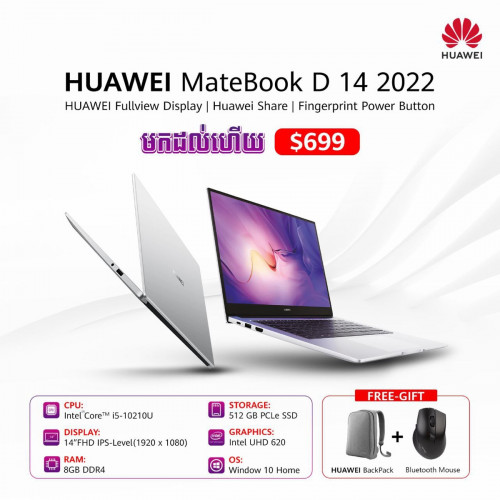 HUAWEI
HUAWEI MateBook D 14 2022
HUAWEI Fullview Display | Huawei Share | Fingerprint Power Button
មកដល់ហើយ $699
CPU:
Intel Core™ i5-10210U
DISPLAY:
14"FHD IPS-Level(1920 x 1080)
RAM:
8GB DDR4
STORAGE:
512 GB PCLe SSD
GRAPHICS:
Intel UHD 620
OS:
Window 10 Home
FREE-GIFT
+
HUAWEI BackPack
Bluetooth Mouse